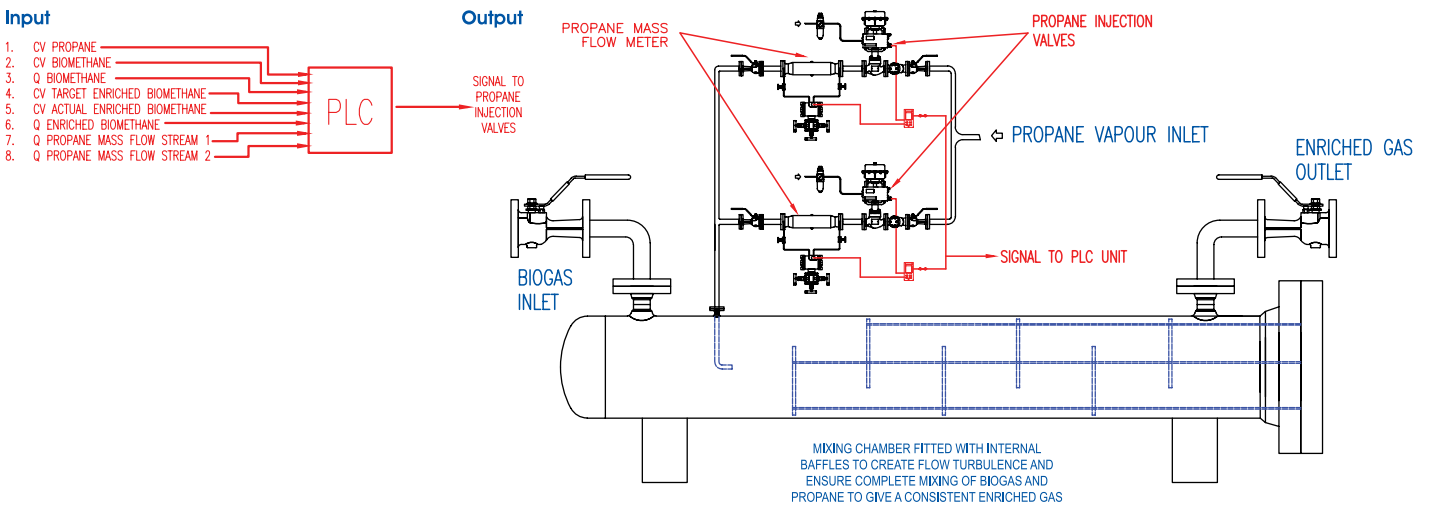 Input
1. CV PROPANE
2. CV BIOMETHANE
3. Q BIOMETHANE
4. CV TARGET ENRICHED BIOMETHANE
5. CV ACTUAL ENRICHED BIOMETHANE
6. Q ENRICHED BIOMETHANE
7. Q PROPANE MASS FLOW STREAM 1
8. Q PROPANE MASS FLOW STREAM 2
PLC
Output
SIGNAL TO
PROPANE
INJECTION
VALVES
PROPANE MASS
FLOW METER
PROPANE INJECTION
VALVES
PROPANE VAPOUR INLET
ENRICHED GAS
OUTLET
SIGNAL TO PLC UNIT
BIOGAS
INLET
MIXING CHAMBER FITTED WITH INTERNAL
BAFFLES TO CREATE FLOW TURBULENCE AND
ENSURE COMPLETE MIXING OF BIOGAS AND
PROPANE TO GIVE A CONSISTENT ENRICHED GAS